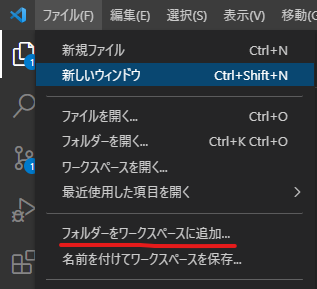 ファイル(F) 編集(E) 選択(S) 表示(V) 移動(G
新規ファイル Ctrl+N
新しいウィンドウ Ctrl+Shift+N
ファイルを開く... Ctrl+O
フォルダーを開く... Ctrl+K Ctrl+O
ワークスペースを開く...
最近使用した項目を開く
フォルダーをワークスペースに追加...
名前を付けてワークスペースを保存...
1
1